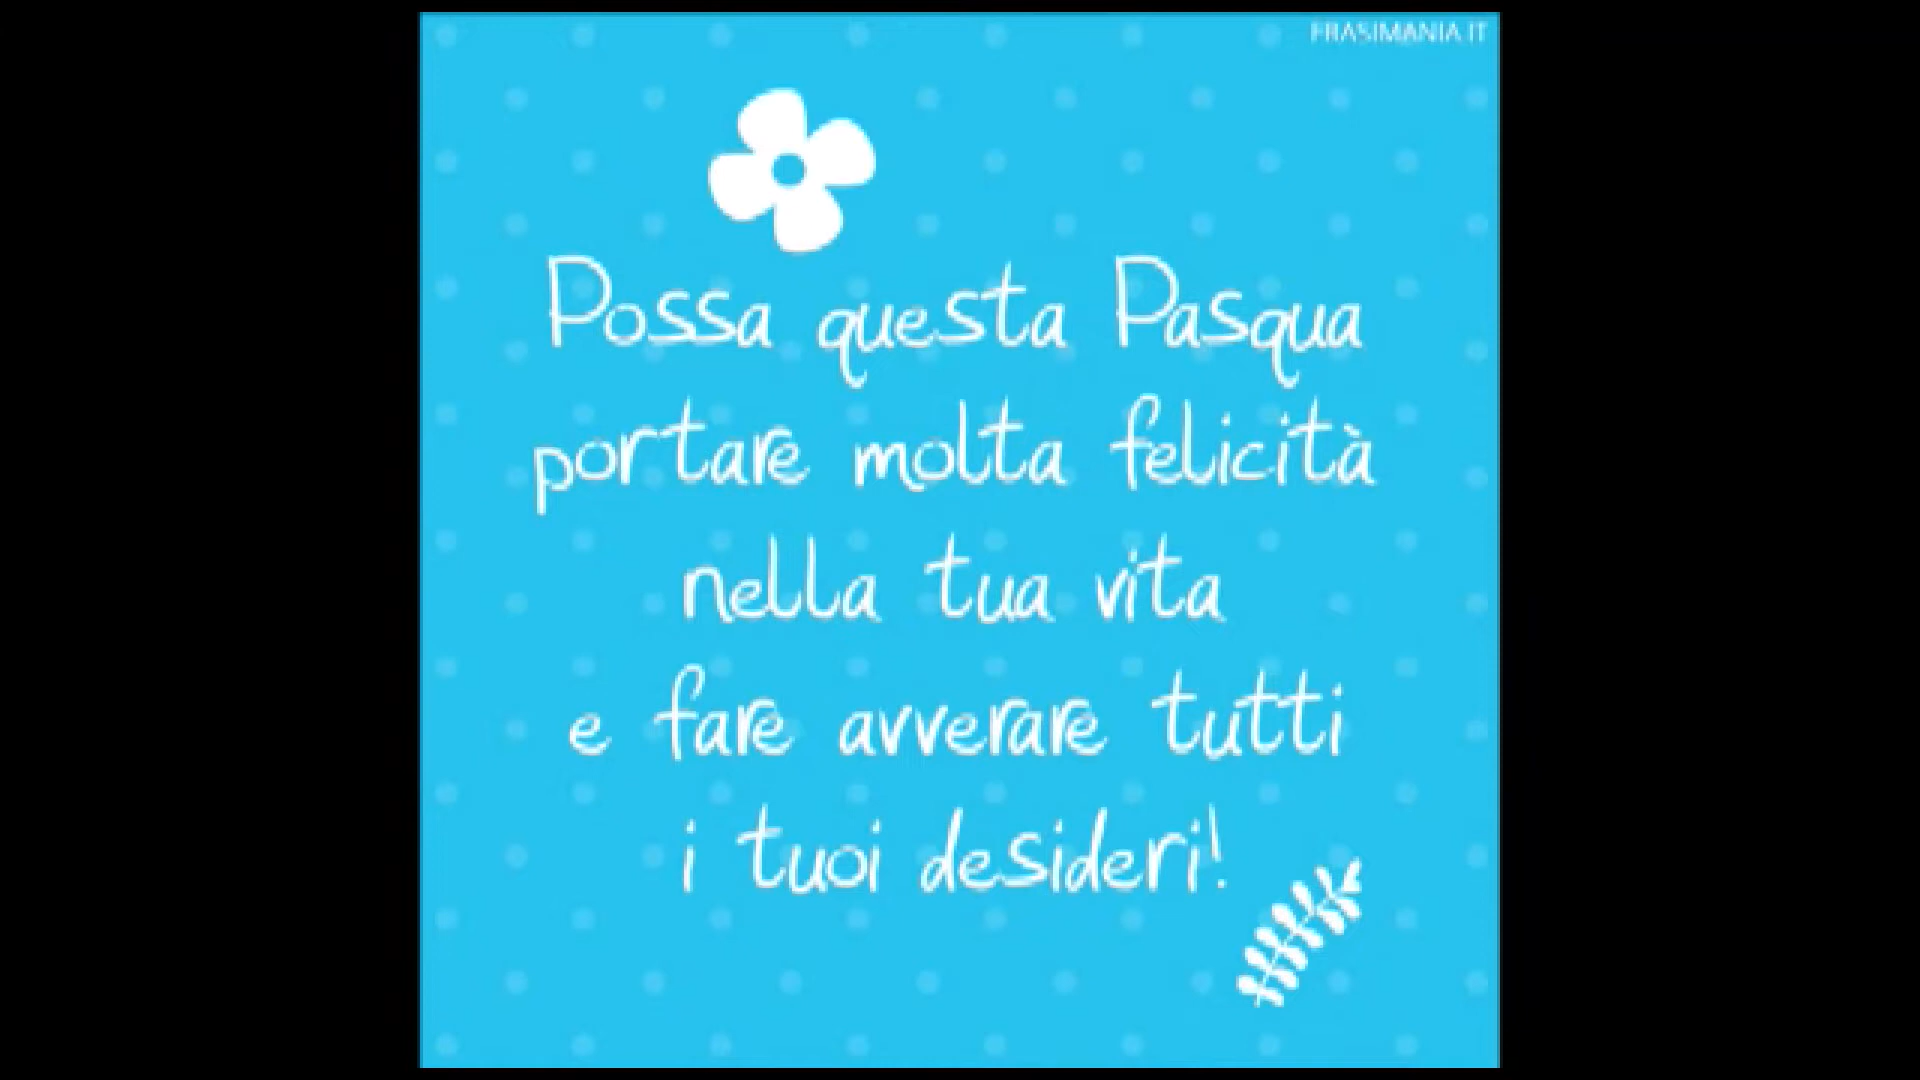 FRASIMANIA.IT
Possa questa Pasqua
portare molta felicità
nella tua vita
e fare avverare tutti
i tuoi desideri!